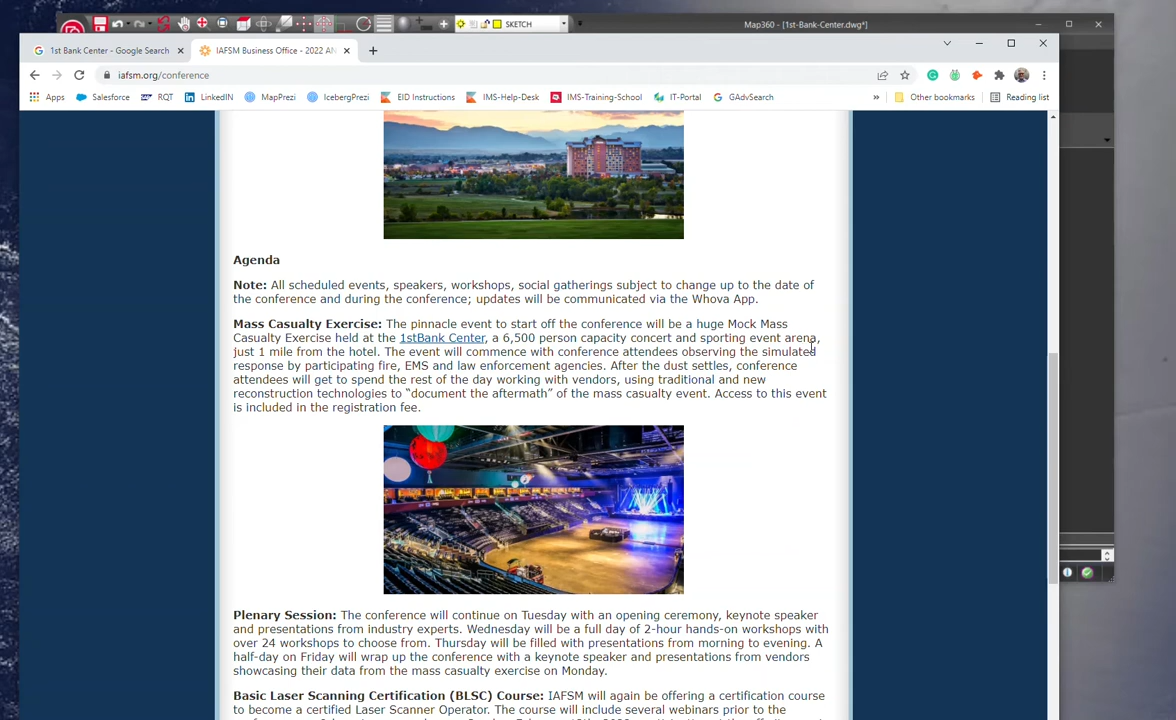 SKETCH
Map360 - [1st-Bank-Center.dwg*]
1st Bank Center - Google Search
IAFSM Business Office - 2022 AN
iafsm.org/conference
Apps Salesforce RQT LinkedIN MapPrezi IcebergPrezi EID Instructions IMS-Help-Desk IMS-Training-School IT-Portal GAdvSearch » Other bookmarks Reading list
Agenda
Note: All scheduled events, speakers, workshops, social gatherings subject to change up to the date of
the conference and during the conference; updates will be communicated via the Whova App.
Mass Casualty Exercise: The pinnacle event to start off the conference will be a huge Mock Mass
Casualty Exercise held at the 1stBank Center, a 6,500 person capacity concert and sporting event arena,
just 1 mile from the hotel. The event will commence with conference attendees observing the simulated
response by participating fire, EMS and law enforcement agencies. After the dust settles, conference
attendees will get to spend the rest of the day working with vendors, using traditional and new
reconstruction technologies to “document the aftermath” of the mass casualty event. Access to this event
is included in the registration fee.
Plenary Session: The conference will continue on Tuesday with an opening ceremony, keynote speaker
and presentations from industry experts. Wednesday will be a full day of 2-hour hands-on workshops with
over 24 workshops to choose from. Thursday will be filled with presentations from morning to evening. A
half-day on Friday will wrap up the conference with a keynote speaker and presentations from vendors
showcasing their data from the mass casualty exercise on Monday.
Basic Laser Scanning Certification (BLSC) Course: IAFSM will again be offering a certification course
to become a certified Laser Scanner Operator. The course will include several webinars prior to the